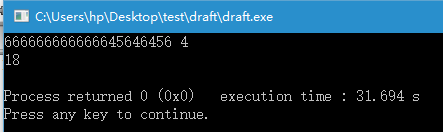 C:\Users\hp\Desktop\test\draft\draft.exe
666666666666645646456 4
18
Process returned 0 (0x0)   execution time : 31.694 s
Press any key to continue.